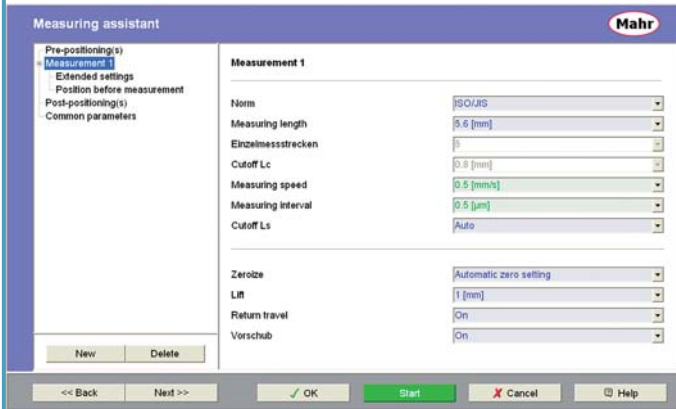 Measuring assistant
Mahr
Pre-positioning(s)
Measurement 1
Extended settings
Position before measurement
Post-positioning(s)
Common parameters
New Delete
Measurement 1
Norm ISO/JIS
Measuring length 5.6 [mm]
Einzelmessstrecken 5
Cutoff Lc 0.8 [mm]
Measuring speed 0.5 [mm/s]
Measuring interval 0.5 [µm]
Cutoff Ls Auto
Zeroize Automatic zero setting
Lift 1 [mm]
Return travel On
Vorschub On
<< Back Next >> OK Start Cancel Help